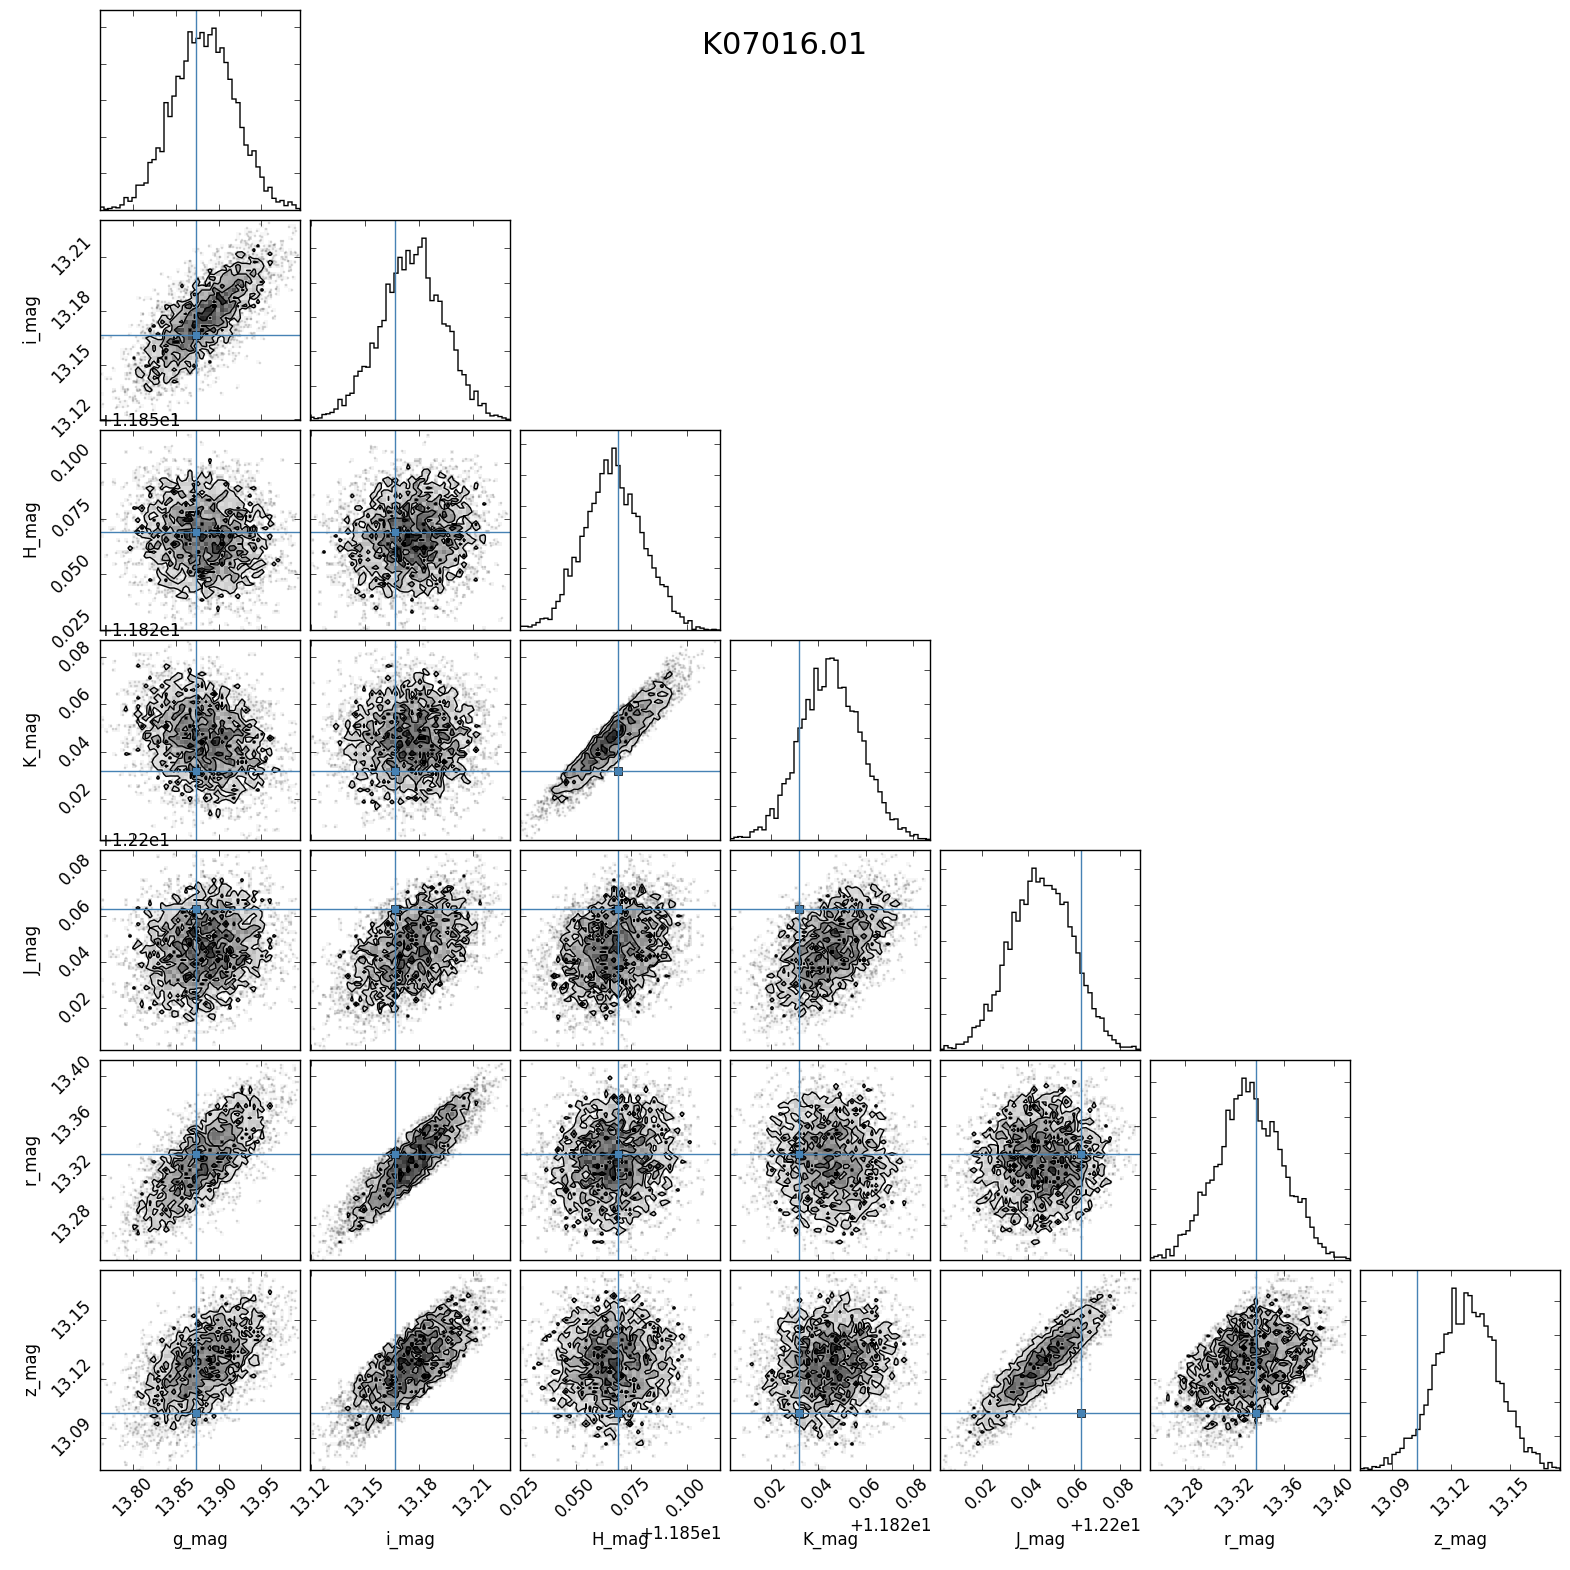 K07016.01
i_mag
13.21
13.18
13.15
13.12
+1.185e1
H_mag
0.100
0.075
0.050
0.025
+1.182e1
K_mag
0.08
0.06
0.04
0.02
+1.22e1
J_mag
0.08
0.06
0.04
0.02
r_mag
13.40
13.36
13.32
13.28
z_mag
13.15
13.12
13.09
13.80 13.85 13.90 13.95 13.12 13.15 13.18 13.21 0.025 0.050 0.075 0.100 0.02 0.04 0.06 0.08 0.02 0.04 0.06 0.08 13.28 13.32 13.36 13.40 13.09 13.12 13.15
+1.185e1 +1.182e1 +1.22e1
g_mag i_mag H_mag K_mag J_mag r_mag z_mag